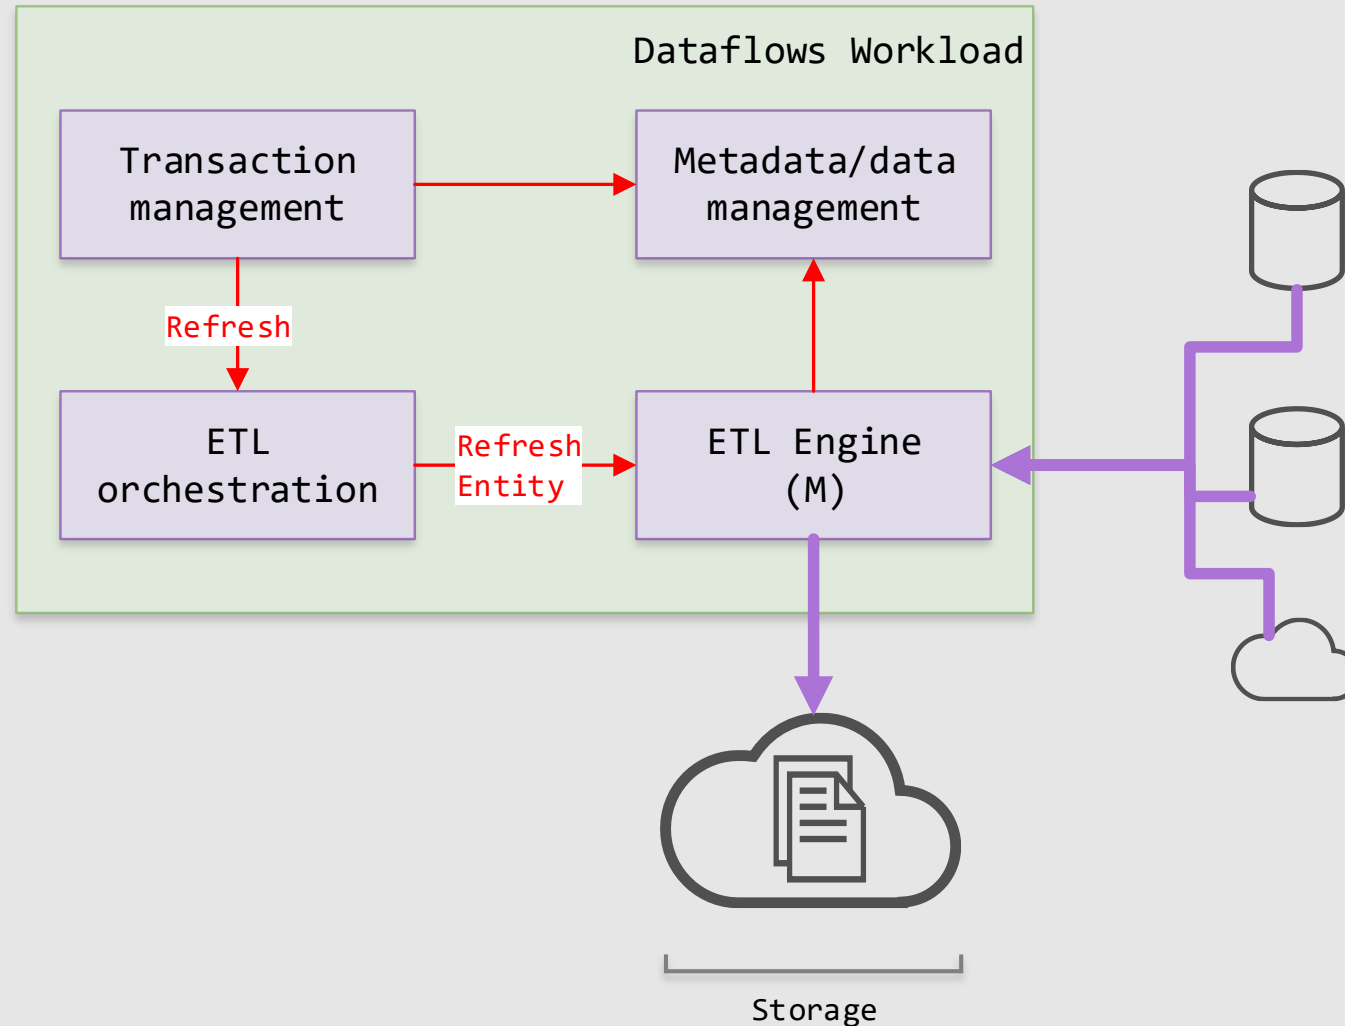 Dataflows Workload
Transaction
management
Metadata/data
management
Refresh
ETL
orchestration
Refresh
Entity
ETL Engine
(M)
Storage